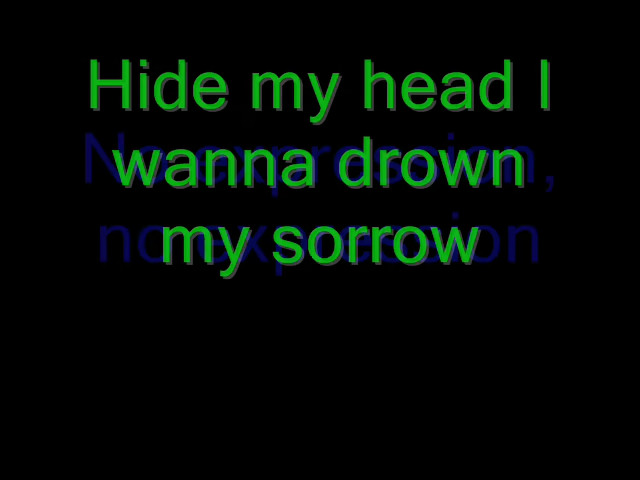 Hide my head I
wanna drown
my sorrow
No expression,
no expression